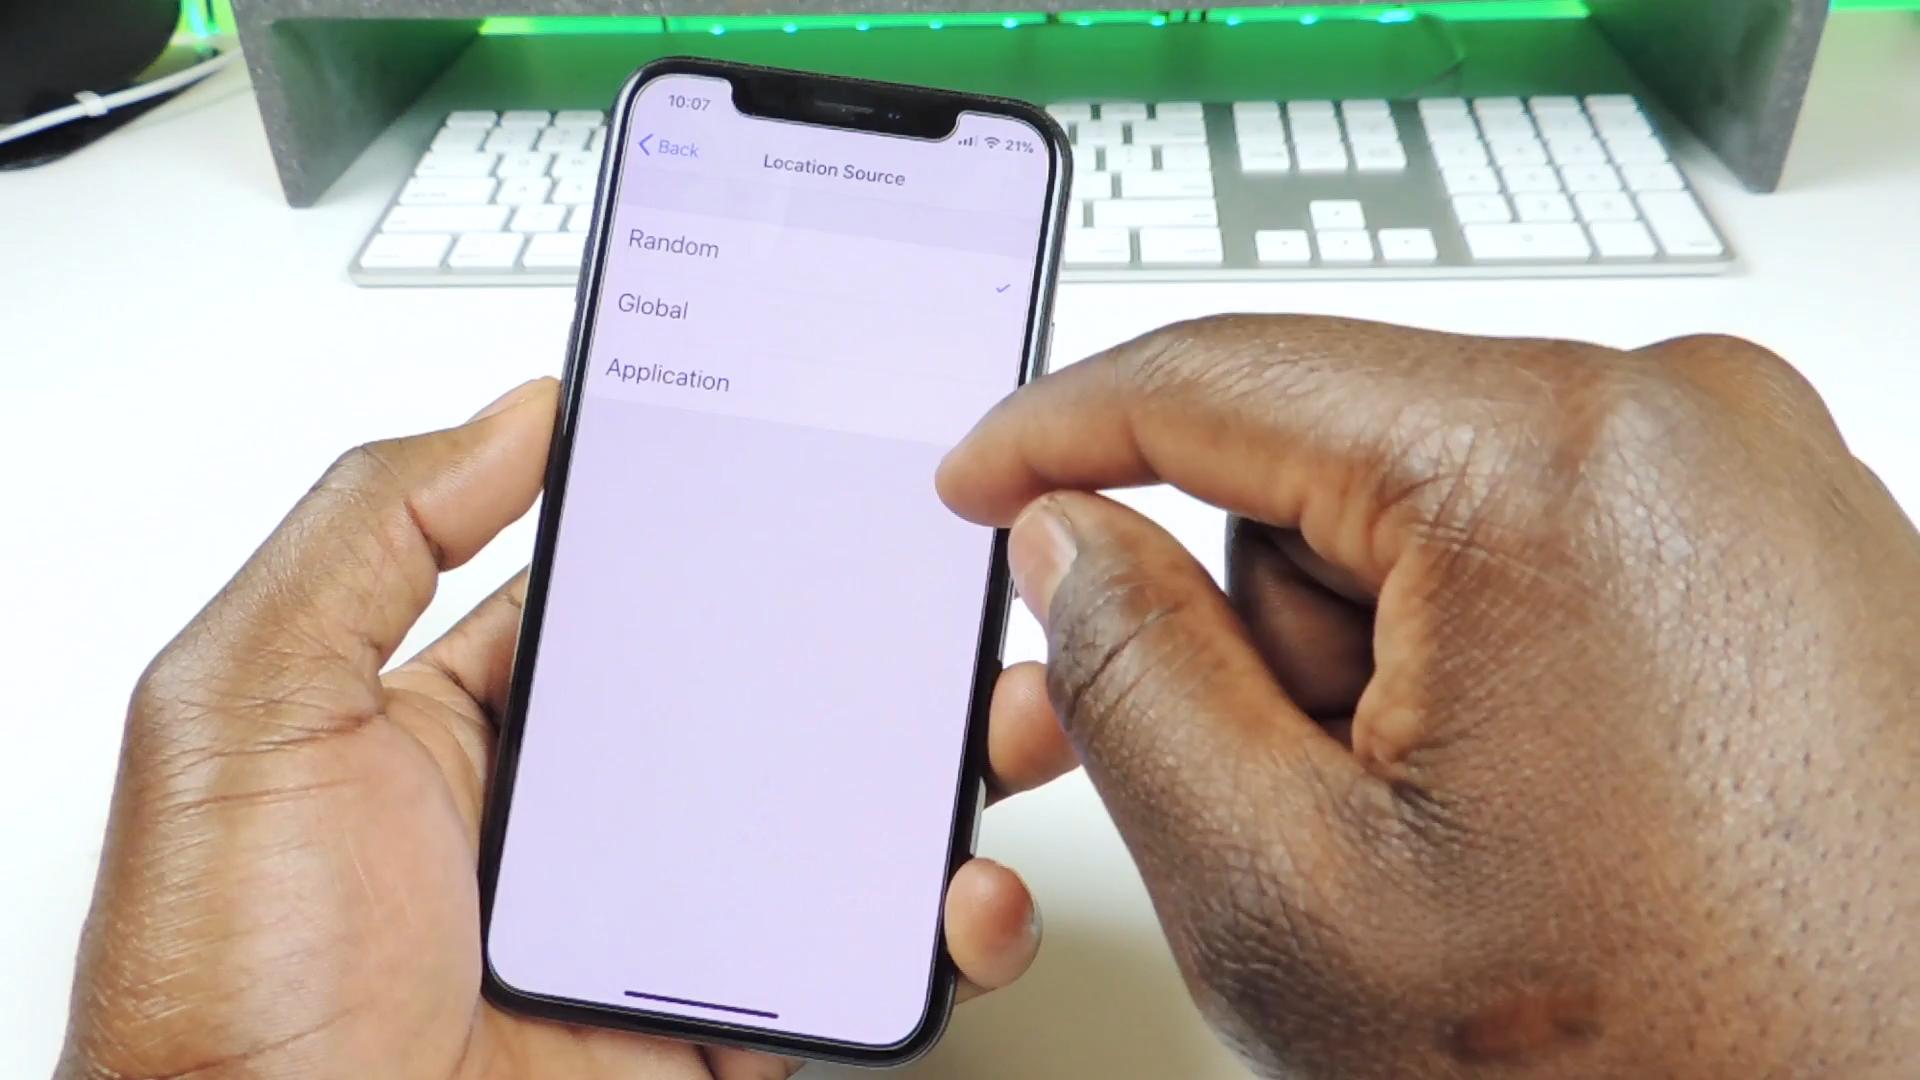 10:07
21%
Back
Location Source
Random
Global
Application